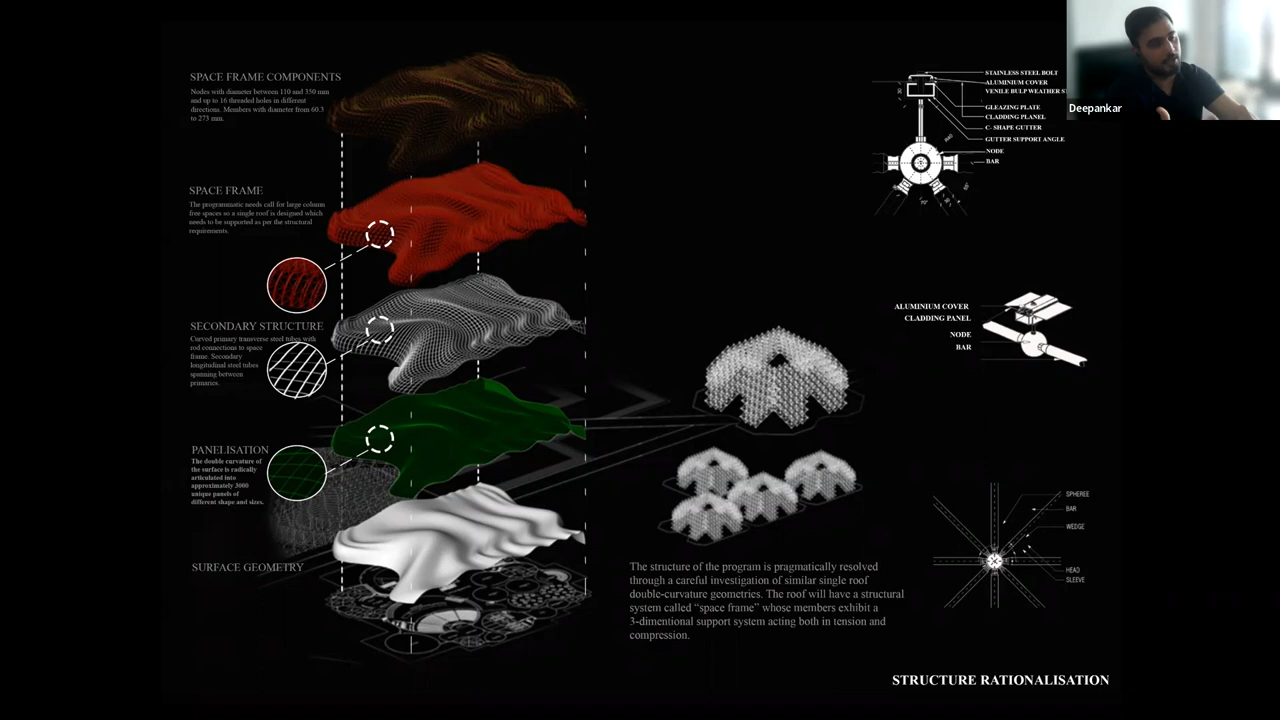 SPACE FRAME COMPONENTS
Nodes with diameter between 110 and 350 mm
and up to 16 threaded holes in different
directions. Members with diameter from 60.3
to 273 mm.
SPACE FRAME
The programmatic needs call for large column
free spaces so a single roof is designed which
needs to be supported as per the structural
requirements.
SECONDARY STRUCTURE
Curved primary transverse steel tubes with
rod connections to space
frame. Secondary
longitudinal steel tubes
spanning between
primaries.
PANELISATION
The double curvature of
the surface is radically
articulated into
approximately 3000
unique panels of
different shape and sizes.
SURFACE GEOMETRY
The structure of the program is pragmatically resolved
through a careful investigation of similar single roof
double-curvature geometries. The roof will have a structural
system called “space frame” whose members exhibit a
3-dimentional support system acting both in tension and
compression.
STAINLESS STEEL BOLT
ALUMINIUM COVER
VENILE BULP WEATHER
GLEAZING PLATE
CLADDING PANEL
C- SHAPE GUTTER
GUTTER SUPPORT ANGLE
NODE
BAR
ALUMINIUM COVER
CLADDING PANEL
NODE
BAR
SPHEREE
BAR
WEDGE
HEAD
SLEEVE
STRUCTURE RATIONALISATION
Deepankar